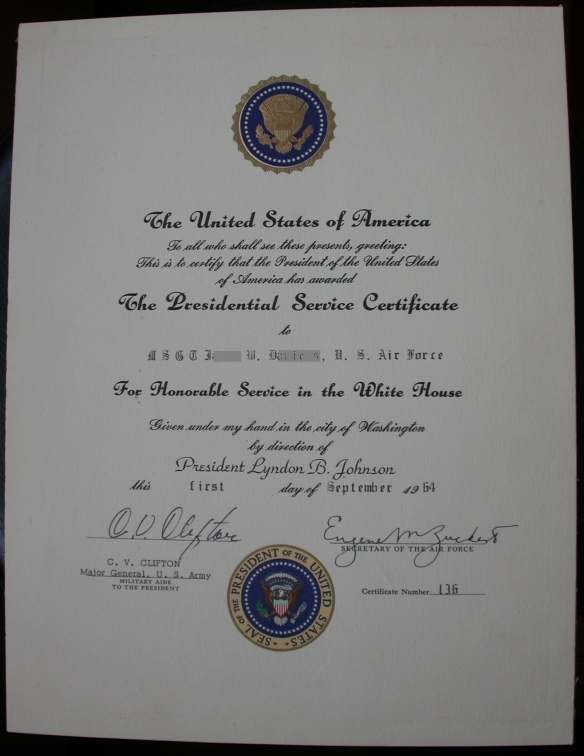 The United States of America
To all who shall see these presents, greeting:
This is to certify that the President of the United States
of America has awarded
The Presidential Service Certificate
to
MSGT W. U. S. Air Force
For Honorable Service in the White House
Given under my hand in the city of Washington
by direction of
President Lyndon B. Johnson
this first day of September 1964
C. V. Clifton
Eugene M Zuckert
C. V. CLIFTON
Major General, U. S. Army
MILITARY AIDE
TO THE PRESIDENT
SECRETARY OF THE AIR FORCE
SEAL OF THE PRESIDENT OF THE UNITED STATES
Certificate Number 136